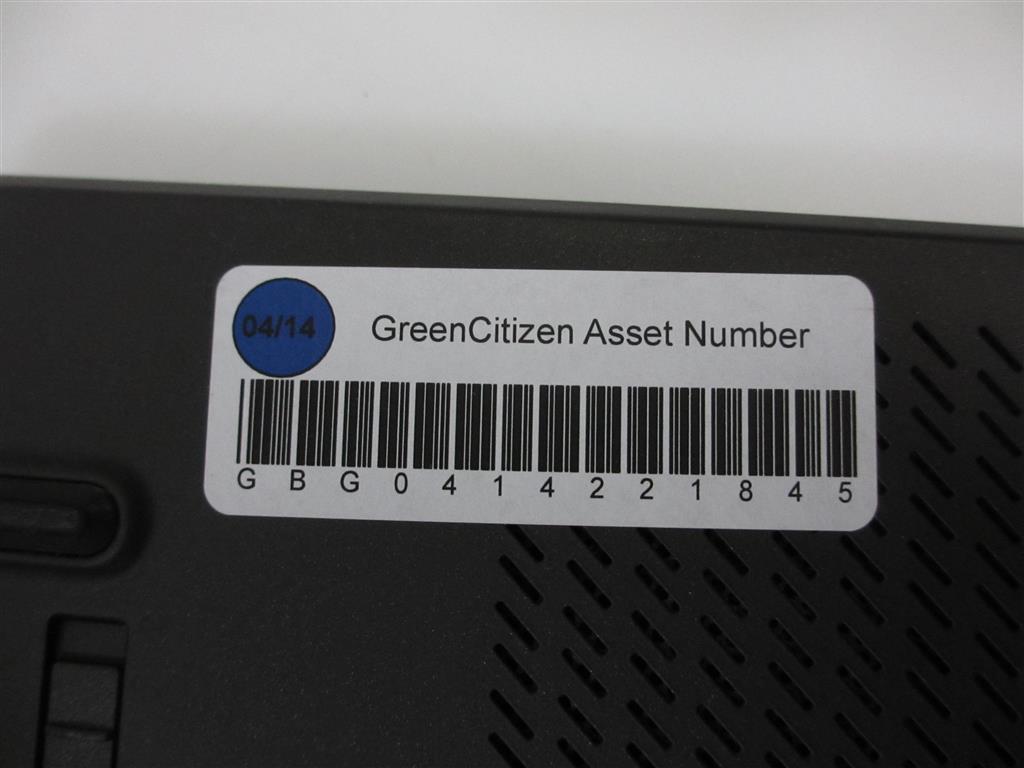 04/14
GreenCitizen Asset Number
G B G 0 4 1 4 2 2 1 8 4 5